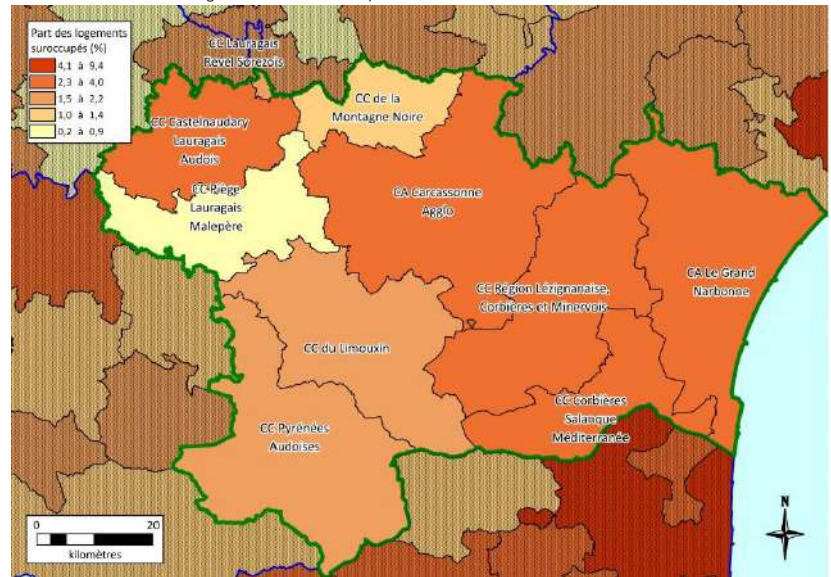 Part des logements
suroccupés (%)
4,1 à 9,4
2,3 à 4,0
1,5 à 2,2
1,0 à 1,4
0,2 à 0,9
CC Lauragais
Revel Sorezois
CC de la
Montagne Noire
CC Castelnaudary
Lauragais
Audois
CC Piège
Lauragais
Malepère
CA Carcassonne
Agglo
CA Le Grand
Narbonne
CC Région Lézignanaise,
Corbières et Minervois
CC du Limouxin
CC Corbières
Salanque
Méditerranée
CC Pyrénées
Audoises
0 20
kilomètres
N